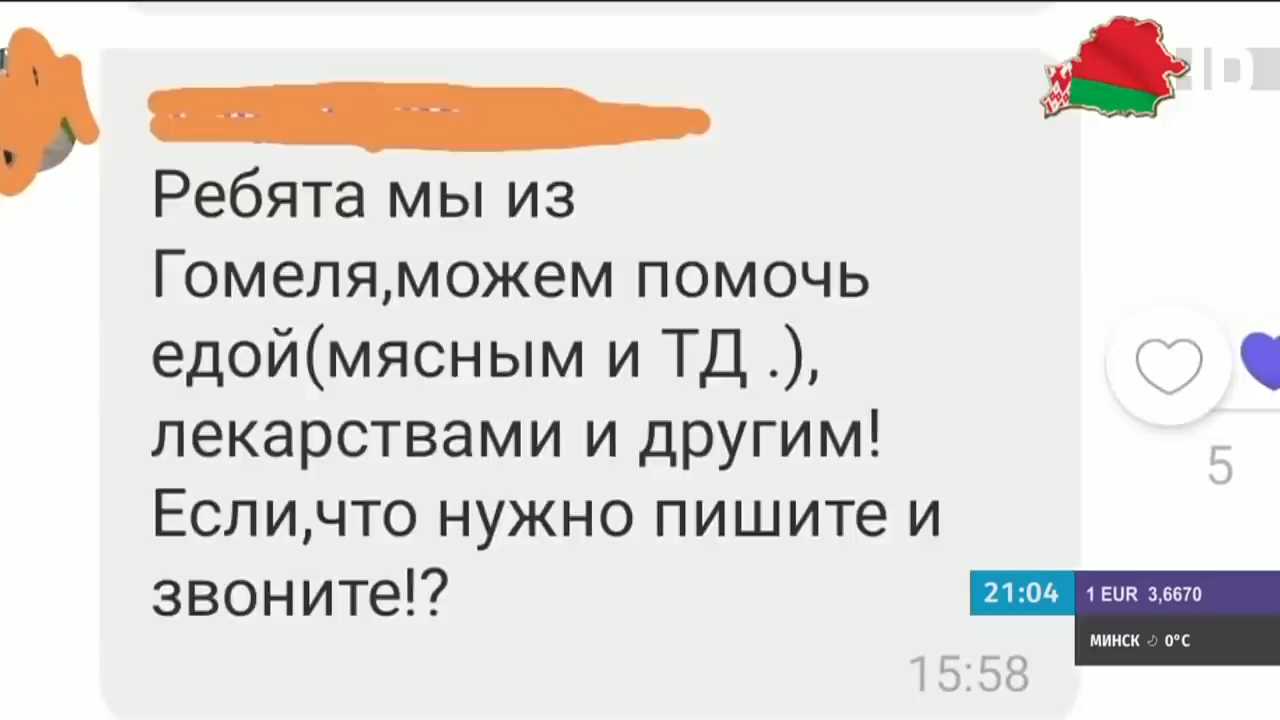 HD
Ребята мы из
Гомеля,можем помочь
едой(мясным и ТД .),
лекарствами и другим!
Если,что нужно пишите и
звоните!?
15:58
5
21:04
1 EUR 3,6670
МИНСК 0°C